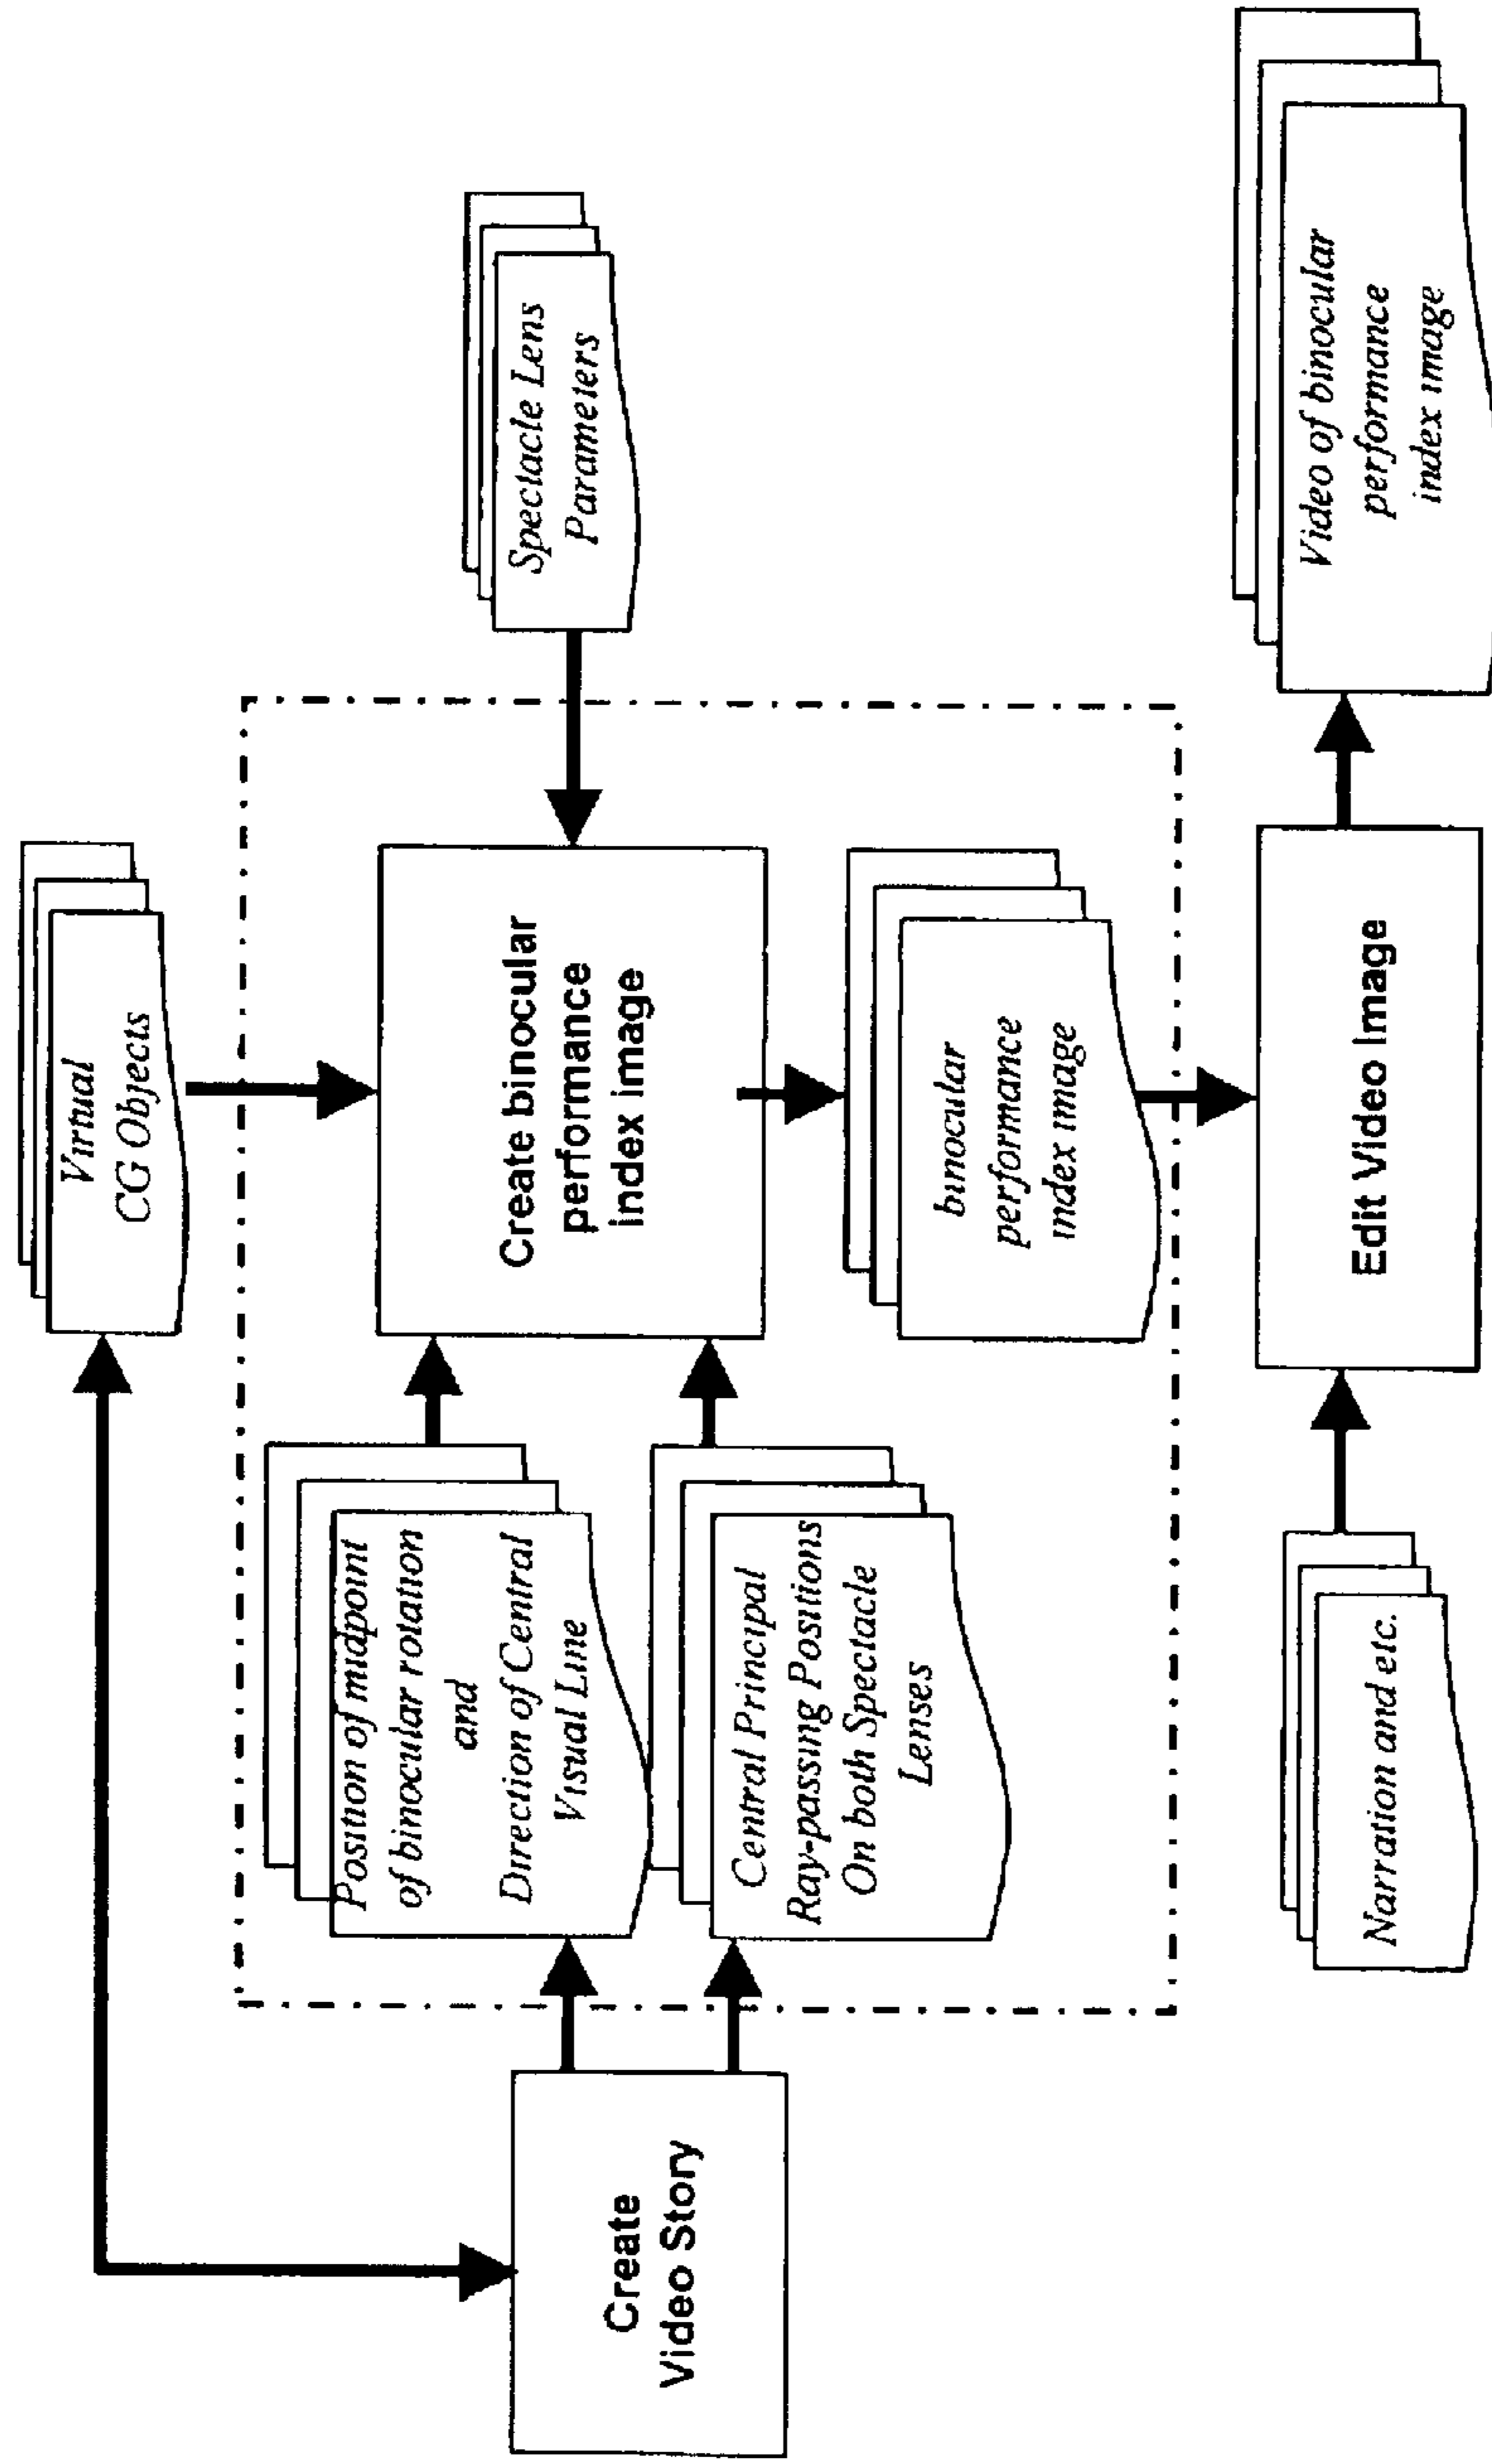 Virtual
CG Objects
Create
Video Story
Position of midpoint
of binocular rotation
and
Direction of Central
Visual Line
Central Principal
Ray-passing Positions
On both Spectacle
Lenses
Create binocular
performance
index image
Spectacle Lens
Parameters
binocular
performance
index image
Narration and etc.
Edit Video Image
Video of binocular
performance
index image